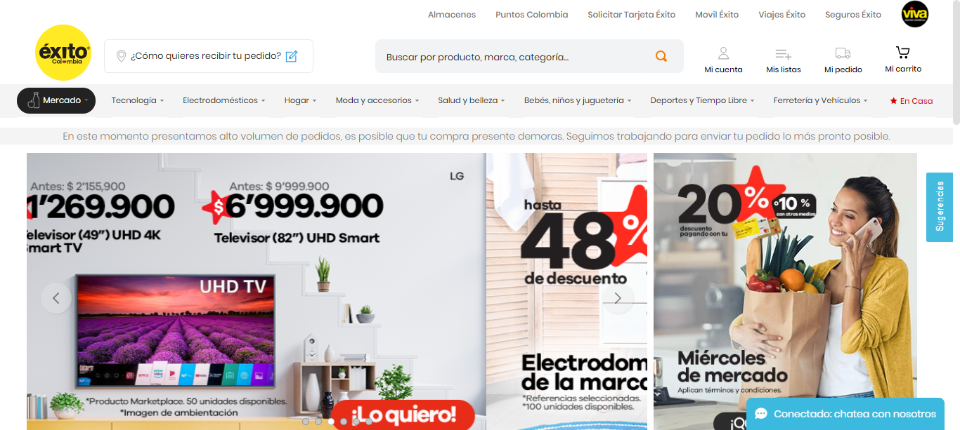 Almacenes Puntos Colombia Solicitar Tarjeta Éxito Movil Éxito Viajes Éxito Seguros Éxito viva
éxito
Colombia
¿Cómo quieres recibir tu pedido?
Buscar por producto, marca, categoría...
Mi cuenta Mis listas Mi pedido Mi carrito
Mercado Tecnología Electrodomésticos Hogar Moda y accesorios Salud y belleza Bebés, niños y juguetería Deportes y Tiempo Libre Ferretería y Vehículos En Casa
En este momento presentamos alto volumen de pedidos, es posible que tu compra presente demoras. Seguimos trabajando para enviar tu pedido lo más pronto posible.
LG
Antes: $ 2'155,900
1'269.900
elevisor (49") UHD 4K
mart TV
Antes: $ 9'999.900
$6'999.900
Televisor (82") UHD Smart
UHD TV
*Producto Marketplace. 50 unidades disponibles.
*Imagen de ambientación
¡Lo quiero!
hasta
48%
de descuento
Electrodom
de la marca
*Referencias seleccionadas.
*100 unidades disponibles.
20%
descuento
pagando con tu
o 10 %
con otros medios
Miércoles
de mercado
Aplican términos y condiciones.
¡Q
Sugerencias
Conectado: chatea con nosotros